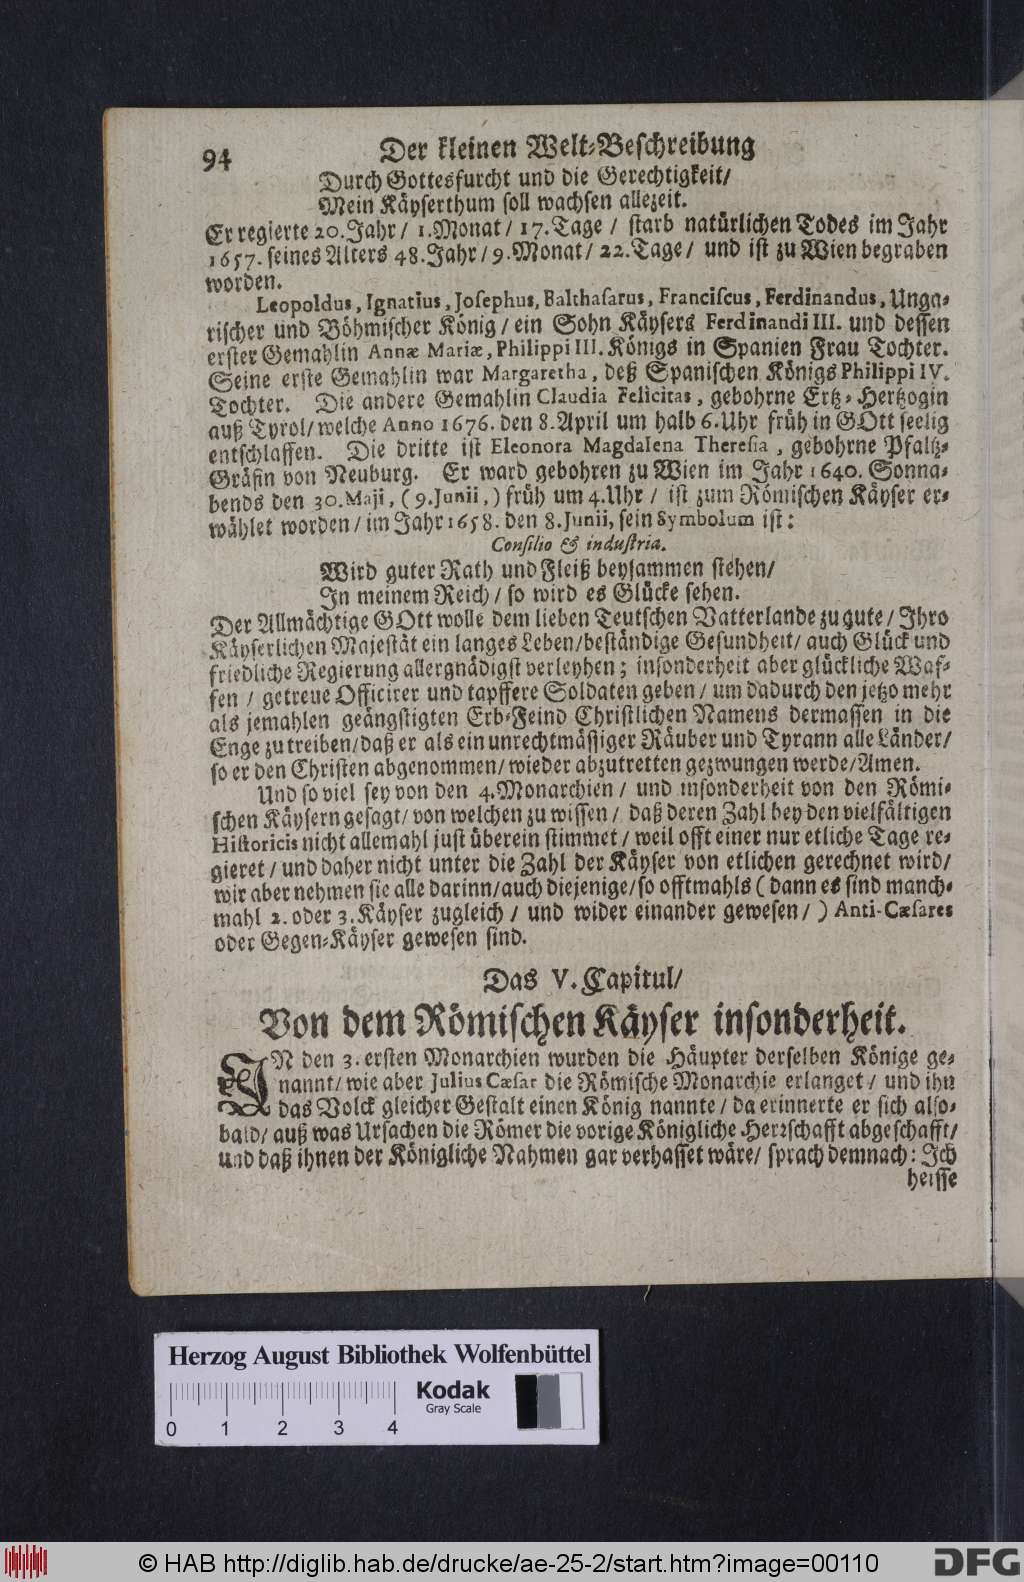 94 Der kleinen Welt-Beschreibung
Durch Gottesfurcht und die Gerechtigkeit/
Mein Käyserthum soll wachsen allezeit.
Er regierte 20. Jahr / 1. Monat / 17. Tage / starb natürlichen Todes im Jahr
1657. seines Alters 48. Jahr / 9. Monat / 22. Tage / und ist zu Wien begraben
worden.
Leopoldus, Ignatius, Josephus, Balthasarus, Franciscus, Ferdinandus, Unga-
rischer und Böhmischer König / ein Sohn Käysers Ferdinandi III. und dessen
erster Gemahlin Annæ Mariæ, Philippi III. Königs in Spanien Frau Tochter.
Seine erste Gemahlin war Margaretha, deß Spanischen Königs Philippi IV.
Tochter. Die andere Gemahlin Claudia Felicitas, gebohrne Ertz-Hertzogin
auß Tyrol / welche Anno 1676. den 8. April um halb 6. Uhr früh in GOtt seelig
entschlaffen. Die dritte ist Eleonora Magdalena Theresia, gebohrne Pfaltz-
Gräfin von Neuburg. Er ward gebohren zu Wien im Jahr 1640. Sonna-
bends den 30. Maji, (9. Junii,) früh um 4. Uhr / ist zum Römischen Käyser er-
wählet worden / im Jahr 1658. den 8. Junii, sein Symbolum ist:
Consilio & industria.
Wird guter Rath und Fleiß beysammen stehen/
In meinem Reich / so wird es Glücke sehen.
Der Allmächtige GOtt wolle dem lieben Teutschen Vatterlande zu gute / Ihro
Käyserlichen Majestät ein langes Leben/beständige Gesundheit/ auch Glück und
friedliche Regierung allergnädigst verleyhen; insonderheit aber glückliche Waf-
fen / getreue Officirer und tapffere Soldaten geben / um dadurch den jetzo mehr
als jemahlen geängstigten Erb-Feind Christlichen Namens dermassen in die
Enge zu treiben/daß er als ein unrechtmässiger Räuber und Tyrann alle Länder/
so er den Christen abgenommen/ wieder abzutretten gezwungen werde/Amen.
Und so viel sey von den 4. Monarchien / und insonderheit von den Römi-
schen Käysern gesagt/ von welchen zu wissen / daß deren Zahl bey den vielfältigen
Historicis nicht allemahl just überein stimmet / weil offt einer nur etliche Tage re-
gieret / und daher nicht unter die Zahl der Käyser von etlichen gerechnet wird/
wir aber nehmen sie alle darinn/auch diejenige/so offtmahls (dann es sind manch-
mahl 2. oder 3. Käyser zugleich / und wider einander gewesen/) Anti-Cæsares
oder Gegen-Käyser gewesen sind.
Das V. Capitul/
Von dem Römischen Käyser insonderheit.
IN den 3. ersten Monarchien wurden die Häupter derselben Könige ge-
nannt/ wie aber Julius Cæsar die Römische Monarchie erlanget / und ihn
das Volck gleicher Gestalt einen König nannte / da erinnerte er sich also-
bald/ auß was Ursachen die Römer die vorige Königliche Herrschafft abgeschafft/
und daß ihnen der Königliche Nahmen gar verhasset wäre/ sprach demnach: Ich
heisse
Herzog August Bibliothek Wolfenbüttel
Kodak
Gray Scale
0 1 2 3 4
© HAB http://diglib.hab.de/drucke/ae-25-2/start.htm?image=00110
DFG